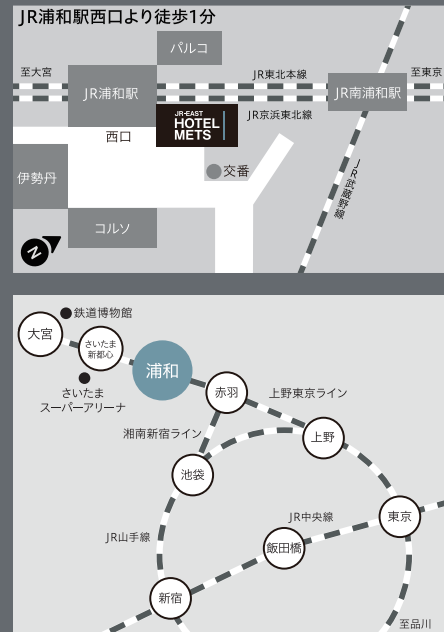 JR浦和駅西口より徒歩1分
パルコ
至大宮
JR浦和駅
JR東北本線
至東京
JR南浦和駅
JR-EAST
HOTEL
METS
JR京浜東北線
西口
交番
伊勢丹
JR武蔵野線
コルソ
N
鉄道博物館
大宮
さいたま
新都心
浦和
さいたま
スーパーアリーナ
赤羽
上野東京ライン
湘南新宿ライン
上野
池袋
東京
JR中央線
JR山手線
飯田橋
新宿
至品川